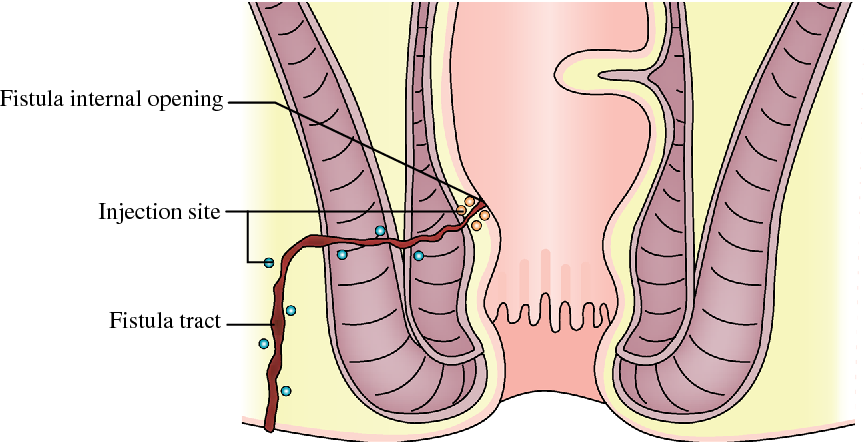 Fistula internal opening
Injection site
Fistula tract